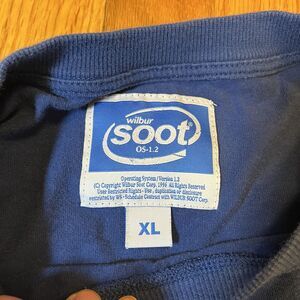 wilbur
soot
OS-1.2
Operating System/Version 1.2
(C) Copyright Wilbur Soot Corp. 1996 All Rights Reserved
User Restricted Rights - Use, duplication or disclosure
restricted by WS - Schedule Contract with WILBUR SOOT Corp.
XL